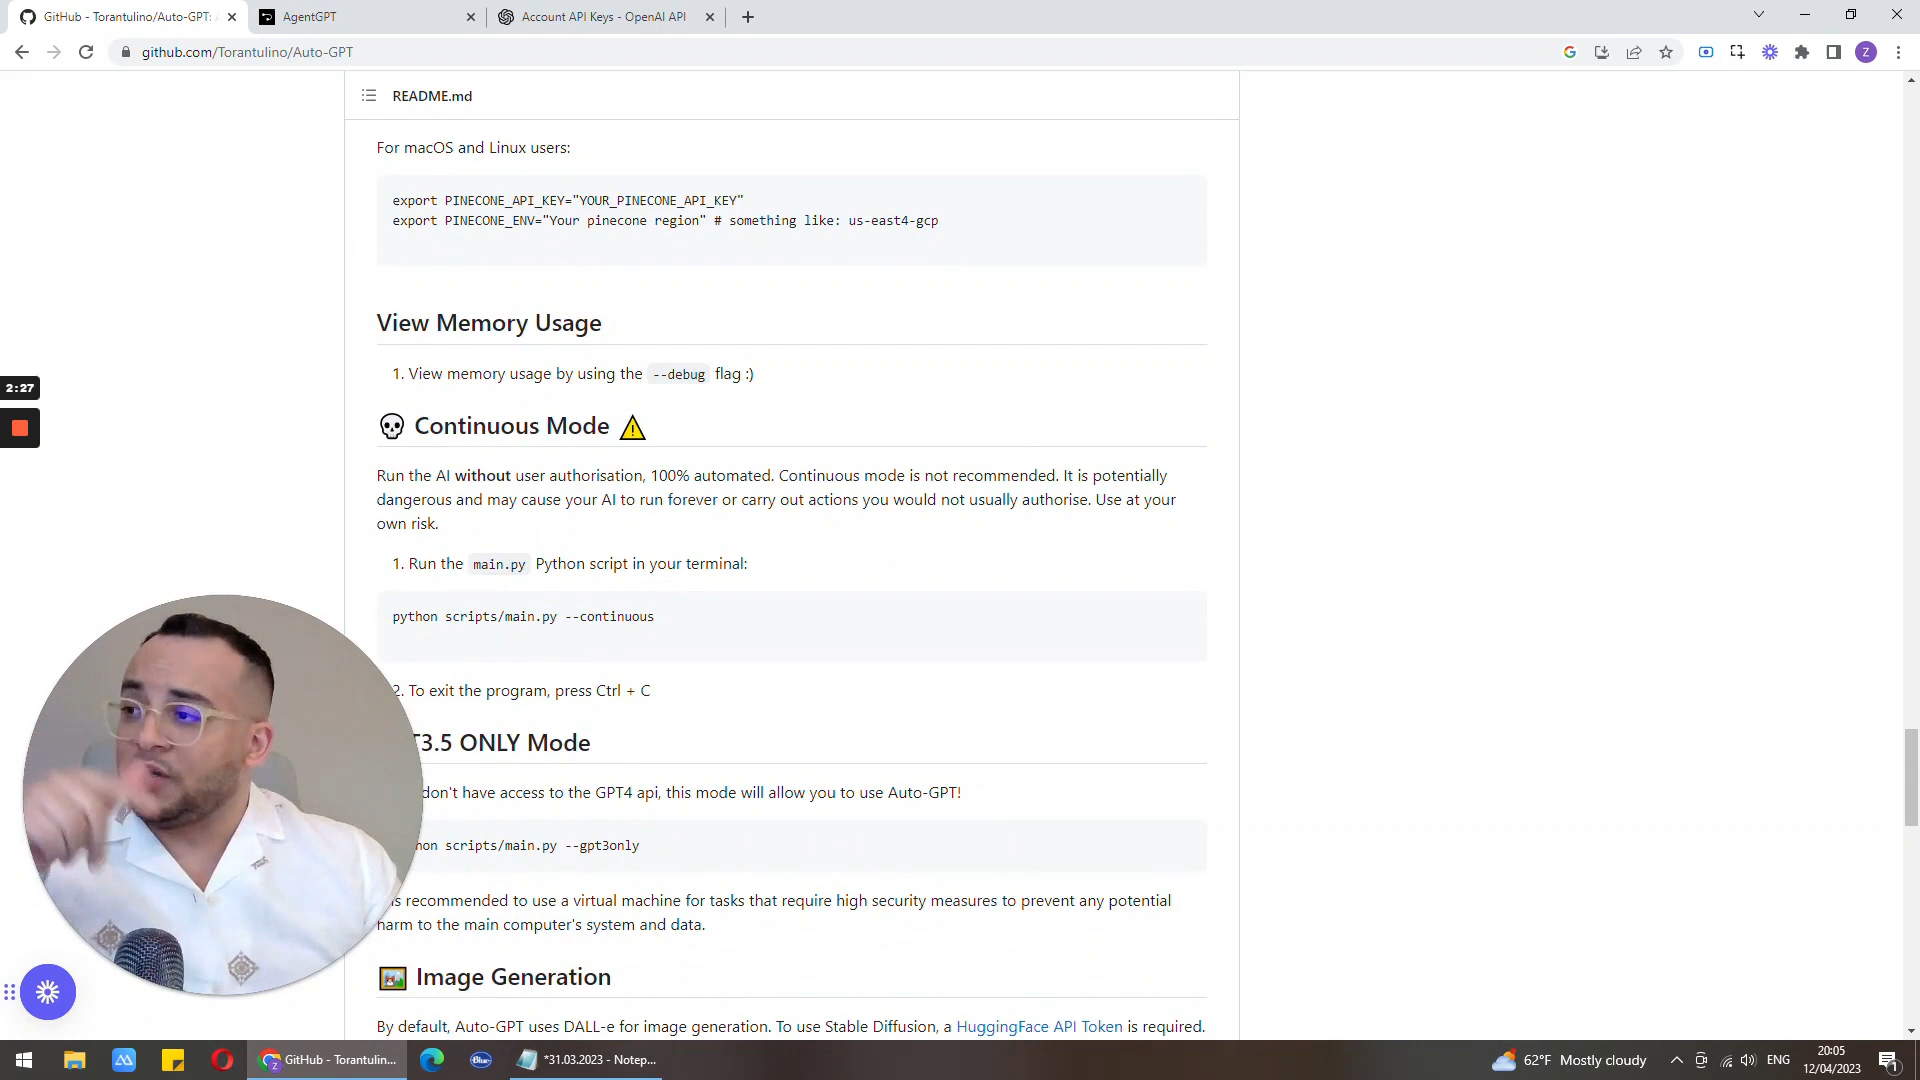 GitHub - Torantulino/Auto-GPT:
AgentGPT
Account API Keys - OpenAI API
github.com/Torantulino/Auto-GPT
Z
README.md
For macOS and Linux users:
export PINECONE_API_KEY="YOUR_PINECONE_API_KEY"
export PINECONE_ENV="Your pinecone region" # something like: us-east4-gcp
View Memory Usage
1. View memory usage by using the --debug flag :)
2:27
Continuous Mode
Run the AI without user authorisation, 100% automated. Continuous mode is not recommended. It is potentially
dangerous and may cause your AI to run forever or carry out actions you would not usually authorise. Use at your
own risk.
1. Run the main.py Python script in your terminal:
python scripts/main.py --continuous
2. To exit the program, press Ctrl + C
T3.5 ONLY Mode
don't have access to the GPT4 api, this mode will allow you to use Auto-GPT!
hon scripts/main.py --gpt3only
is recommended to use a virtual machine for tasks that require high security measures to prevent any potential
harm to the main computer's system and data.
Image Generation
By default, Auto-GPT uses DALL-e for image generation. To use Stable Diffusion, a HuggingFace API Token is required.
GitHub - Torantulin...
Blue
*31.03.2023 - Notep...
62°F Mostly cloudy
ENG
20:05
12/04/2023
1